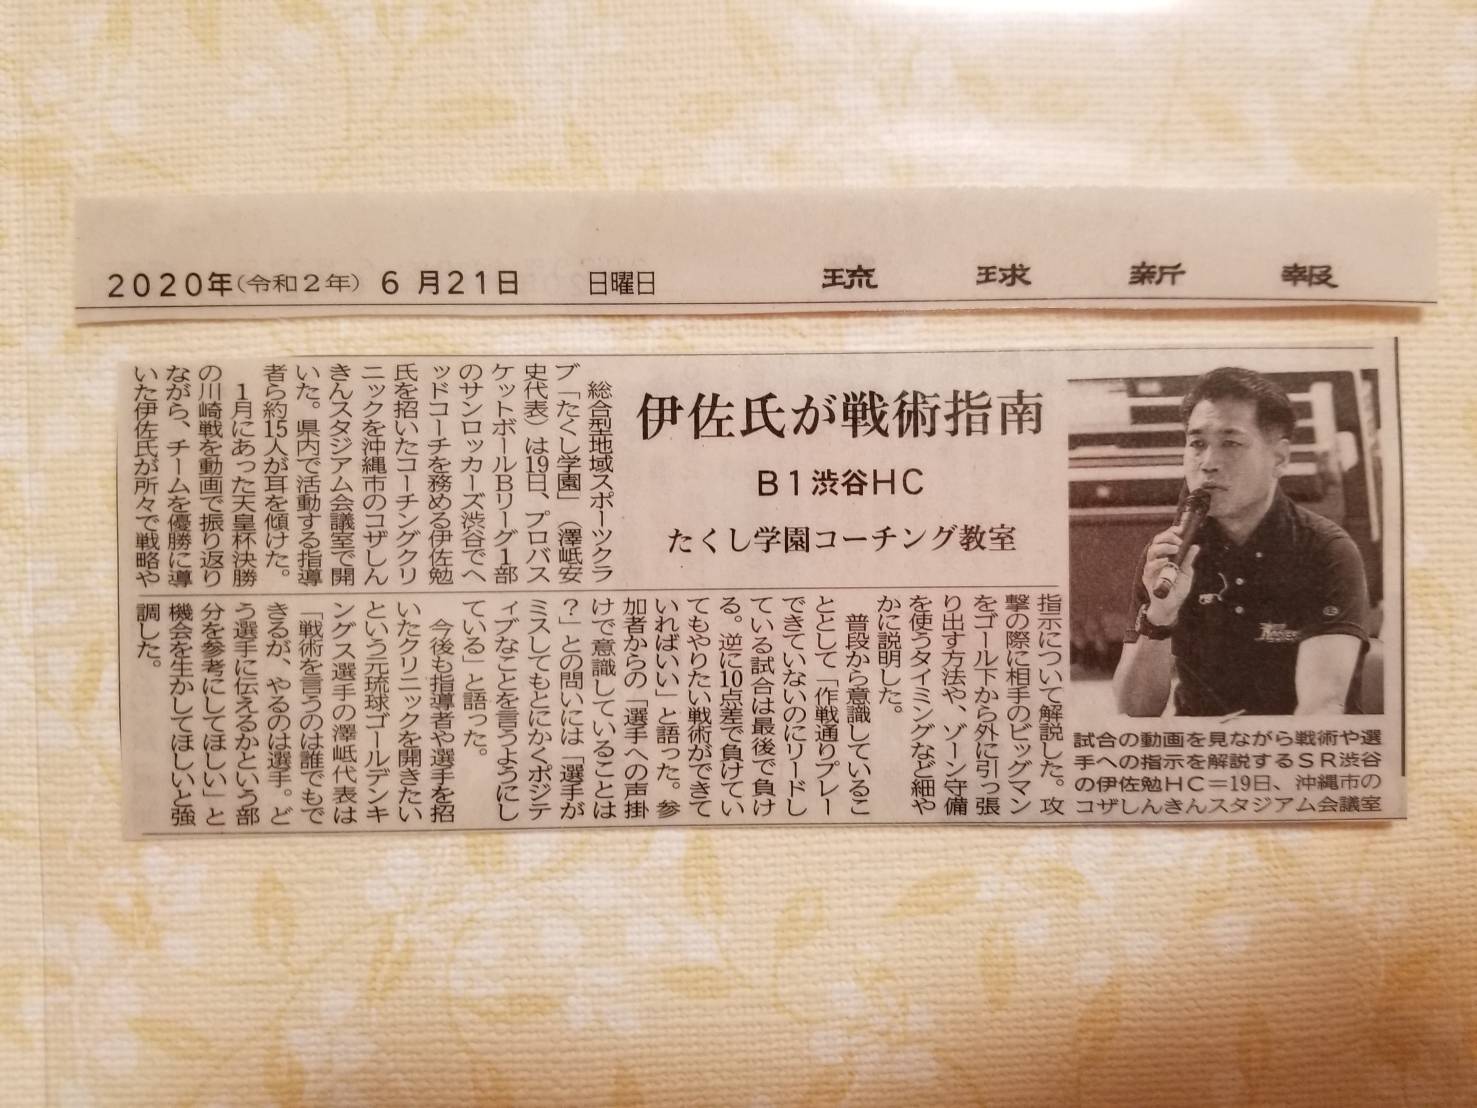 2020年(令和2年) 6月21日 日曜日 琉球新報
伊佐氏が戦術指南
B1渋谷HC
たくし学園コーチング教室
総合型地域スポーツクラ
ブ「たくし学園」(澤岻安
史代表)は19日、プロバス
ケットボールBリーグ1部
のサンロッカーズ渋谷でヘ
ッドコーチを務める伊佐勉
氏を招いたコーチングクリ
ニックを沖縄市のコザしん
きんスタジアム会議室で開
いた。県内で活動する指導
者ら約15人が耳を傾けた。
1月にあった天皇杯決勝
の川崎戦を動画で振り返り
ながら、チームを優勝に導
いた伊佐氏が所々で戦略や
指示について解説した。攻
撃の際に相手のビッグマン
をゴール下から外に引っ張
り出す方法や、ゾーン守備
を使うタイミングなど細や
かに説明した。
普段から意識しているこ
ととして「作戦通りプレー
できていないのにリードし
ている試合は最後で負け
る。逆に10点差で負けてい
てもやりたい戦術ができて
いればいい」と語った。参
加者からの「選手への声掛
けで意識していることは
?」との問いには「選手が
ミスしてもとにかくポジテ
ィブなことを言うようにし
ている」と語った。
今後も指導者や選手を招
いたクリニックを開きたい
という元琉球ゴールデンキ
ングス選手の澤岻代表は
「戦術を言うのは誰でもで
きるが、やるのは選手。ど
う選手に伝えるかという部
分を参考にしてほしい」と
機会を生かしてほしいと強
調した。
試合の動画を見ながら戦術や選
手への指示を解説するSR渋谷
の伊佐勉HC=19日、沖縄市の
コザしんきんスタジアム会議室